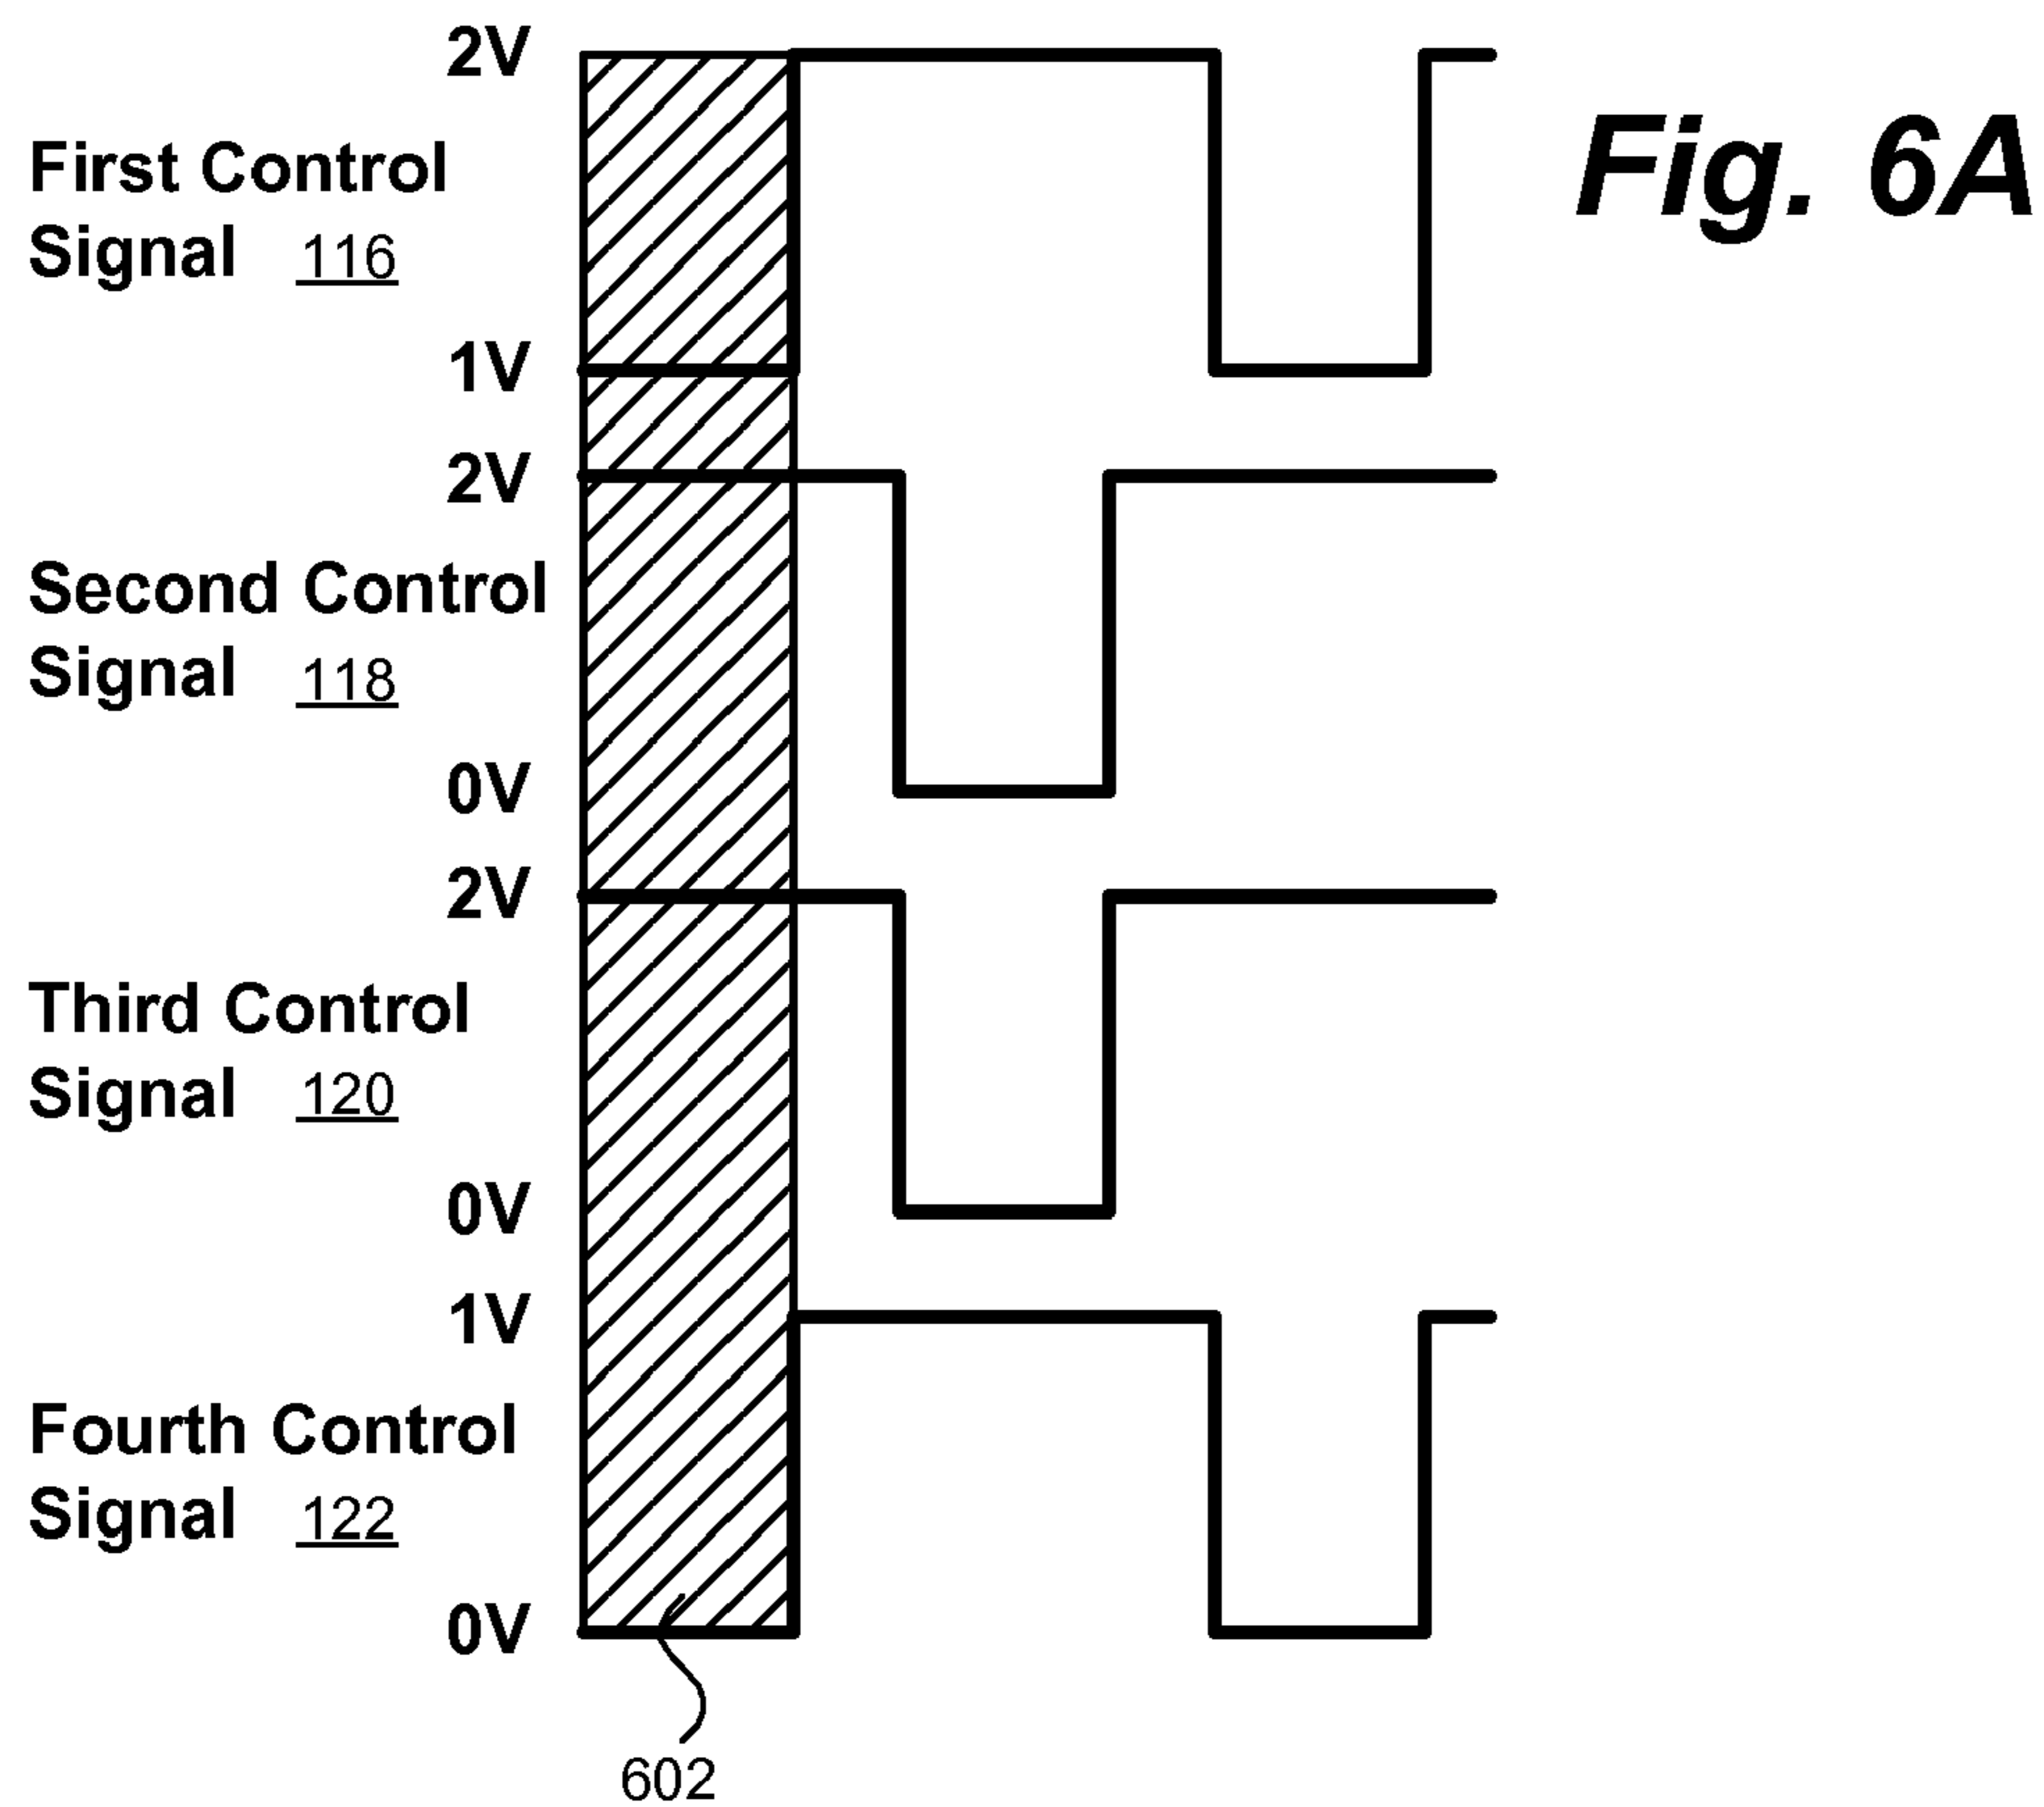 2V
Fig. 6A
First Control
Signal 116
1V
2V
Second Control
Signal 118
0V
2V
Third Control
Signal 120
0V
1V
Fourth Control
Signal 122
0V
602